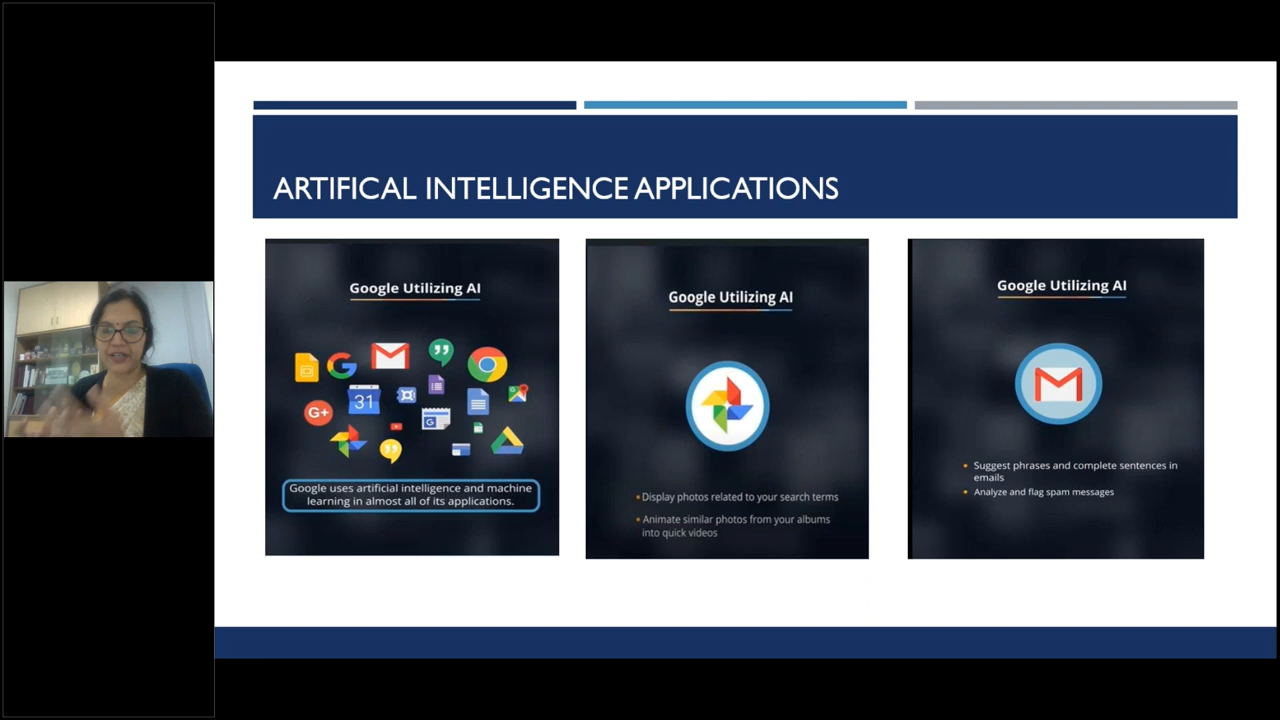 ARTIFICAL INTELLIGENCE APPLICATIONS
Google Utilizing AI
G+
31
G
Google uses artificial intelligence and machine
learning in almost all of its applications.
Google Utilizing AI
• Display photos related to your search terms
• Animate similar photos from your albums
into quick videos
Google Utilizing AI
• Suggest phrases and complete sentences in
emails
• Analyze and flag spam messages